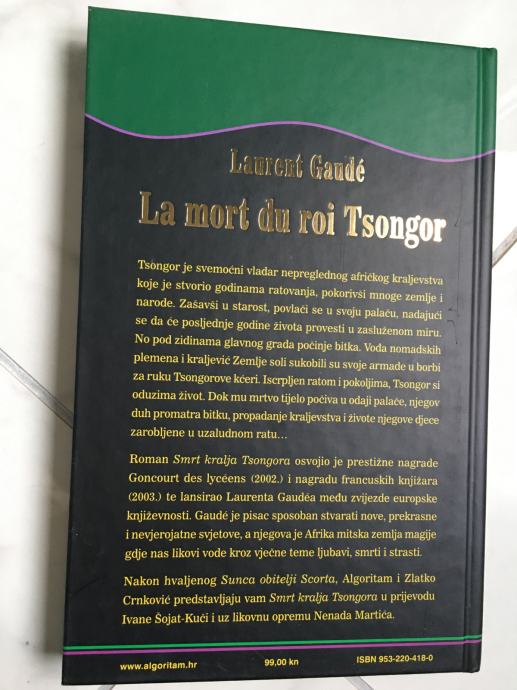 Laurent Gaudé
La mort du roi Tsongor
Tsongor je svemoćni vladar nepreglednog afričkog kraljevstva
koje je stvorio godinama ratovanja, pokorivši mnoge zemlje i
narode. Zašavši u starost, povlači se u svoju palaču, nadajući
se da će posljednje godine života provesti u zasluženom miru.
No pod zidinama glavnog grada počinje bitka. Vođa nomadskih
plemena i kraljević Zemlje soli sukobili su svoje armade u borbi
za ruku Tsongorove kćeri. Iscrpljen ratom i pokoljima, Tsongor si
oduzima život. Dok mu mrtvo tijelo počiva u odaji palače, njegov
duh promatra bitku, propadanje kraljevstva i živote njegove djece
zarobljene u uzaludnom ratu…
Roman Smrt kralja Tsongora osvojio je prestižne nagrade
Goncourt des lycéens (2002.) i nagradu francuskih knjižara
(2003.) te lansirao Laurenta Gaudéa među zvijezde europske
književnosti. Gaudé je pisac sposoban stvarati nove, prekrasne
i nevjerojatne svjetove, a njegova je Afrika mitska zemlja magije
gdje nas likovi vode kroz vječne teme ljubavi, smrti i strasti.
Nakon hvaljenog Sunca obitelji Scorta, Algoritam i Zlatko
Crnković predstavljaju vam Smrt kralja Tsongora u prijevodu
Ivane Šojat-Kuči i uz likovnu opremu Nenada Martića.
www.algoritam.hr 99,00 kn ISBN 953-220-418-0